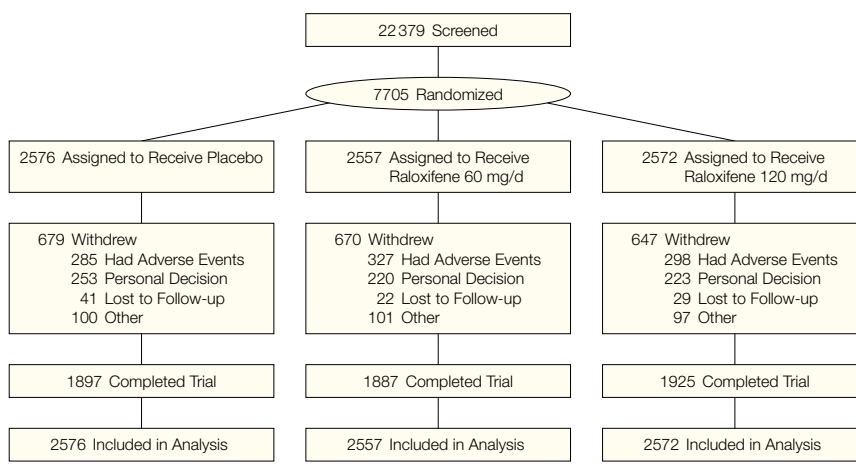 22 379 Screened
7705 Randomized
2576 Assigned to Receive Placebo
2557 Assigned to Receive
Raloxifene 60 mg/d
2572 Assigned to Receive
Raloxifene 120 mg/d
679 Withdrew
285 Had Adverse Events
253 Personal Decision
41 Lost to Follow-up
100 Other
670 Withdrew
327 Had Adverse Events
220 Personal Decision
22 Lost to Follow-up
101 Other
647 Withdrew
298 Had Adverse Events
223 Personal Decision
29 Lost to Follow-up
97 Other
1897 Completed Trial
1887 Completed Trial
1925 Completed Trial
2576 Included in Analysis
2557 Included in Analysis
2572 Included in Analysis